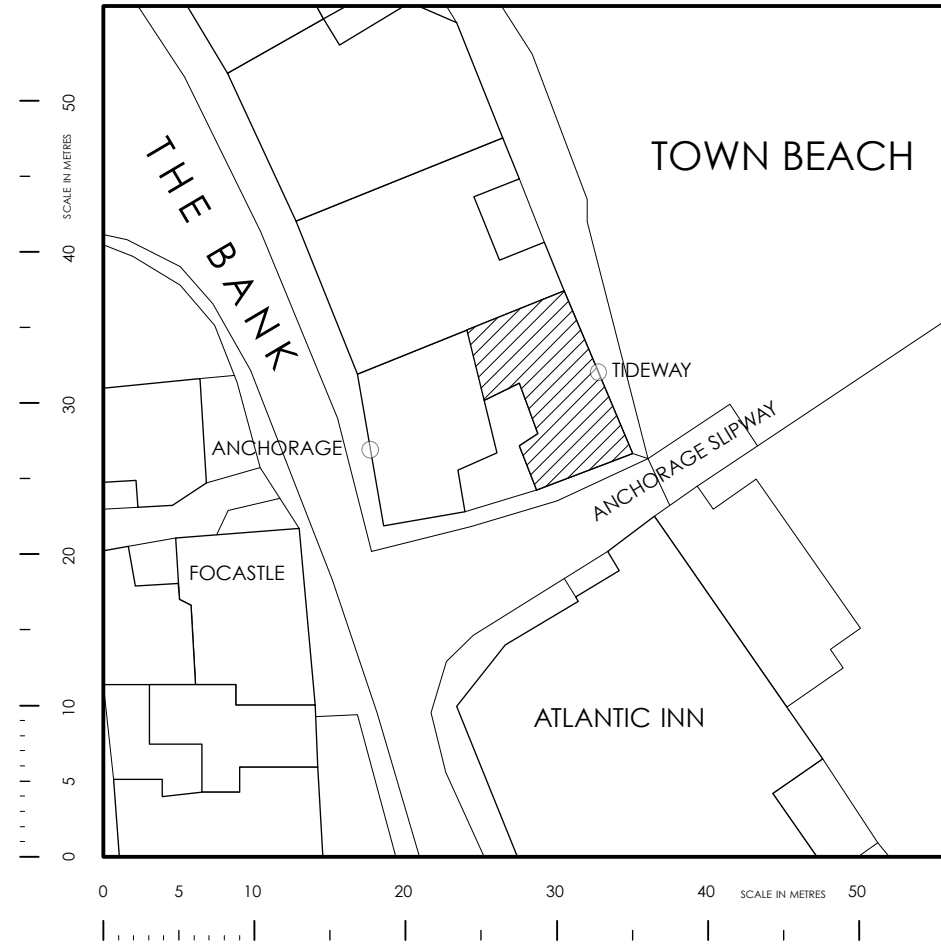 50
SCALE IN METRES
40
30
20
10
5
0
TOWN BEACH
THE BANK
TIDEWAY
ANCHORAGE
ANCHORAGE SLIPWAY
FOCASTLE
ATLANTIC INN
0 5 10 20 30 40 SCALE IN METRES 50